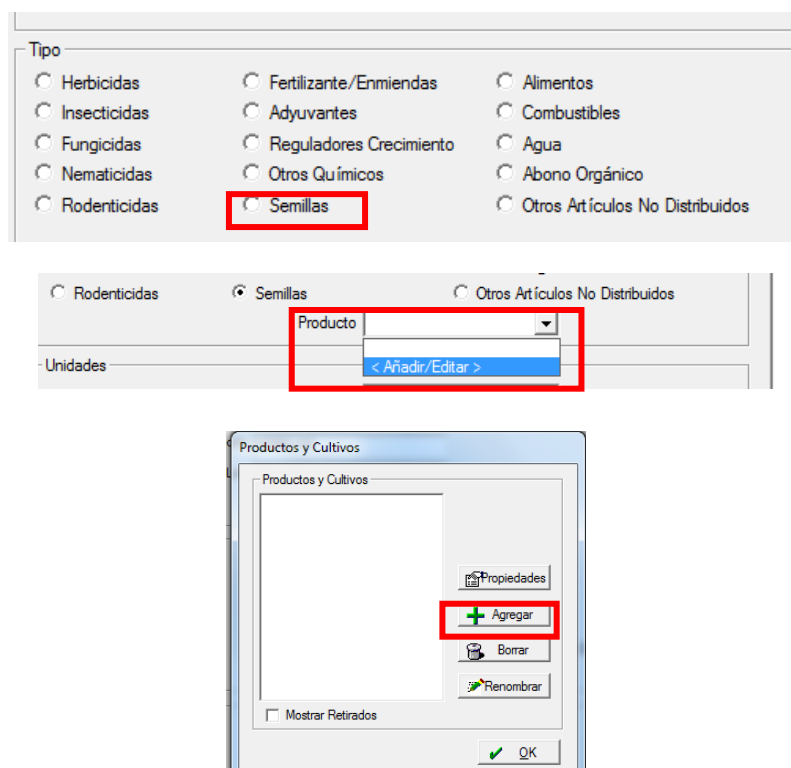 Tipo
Herbicidas Fertilizante/Enmiendas Alimentos
Insecticidas Adyuvantes Combustibles
Fungicidas Reguladores Crecimiento Agua
Nematicidas Otros Químicos Abono Orgánico
Rodenticidas Semillas Otros Artículos No Distribuidos
Rodenticidas Semillas Otros Artículos No Distribuidos
Producto
Unidades < Añadir/Editar >
Productos y Cultivos
Productos y Cultivos
Propiedades
Agregar
Borrar
Renombrar
Mostrar Retirados
OK